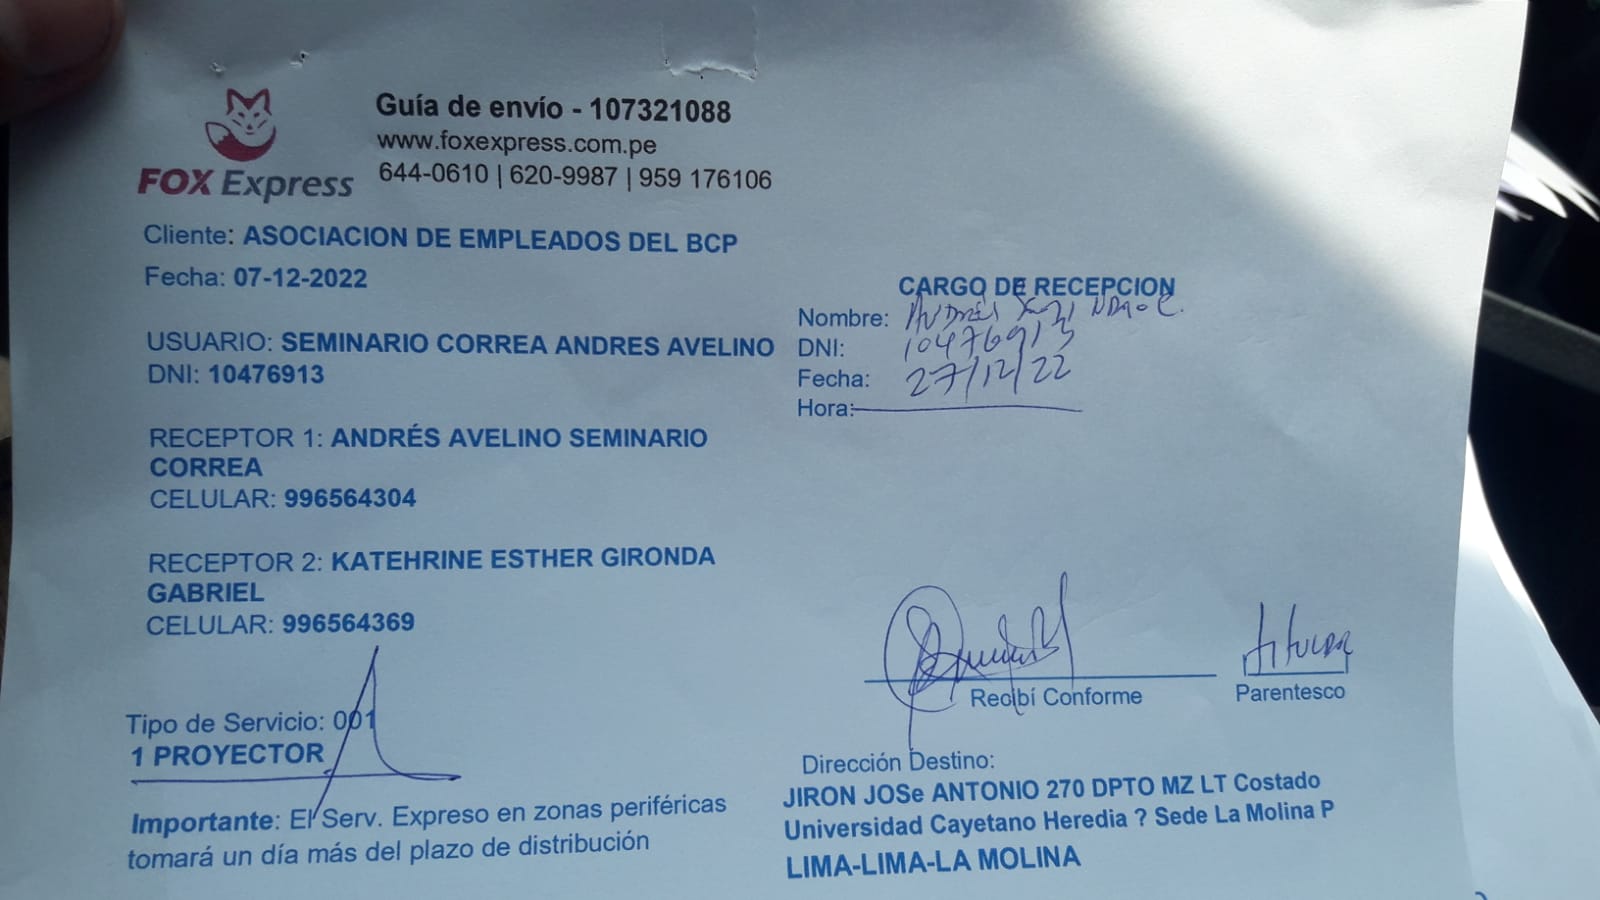 Guía de envío - 107321088
www.foxexpress.com.pe
644-0610 | 620-9987 | 959 176106
FOX Express
Cliente: ASOCIACION DE EMPLEADOS DEL BCP
Fecha: 07-12-2022
USUARIO: SEMINARIO CORREA ANDRES AVELINO
DNI: 10476913
RECEPTOR 1: ANDRÉS AVELINO SEMINARIO
CORREA
CELULAR: 996564304
RECEPTOR 2: KATEHRINE ESTHER GIRONDA
GABRIEL
CELULAR: 996564369
Tipo de Servicio: 001
1 PROYECTOR
Importante: El Serv. Expreso en zonas periféricas
tomará un día más del plazo de distribución
CARGO DE RECEPCION
Nombre: Andrés
DNI: 10476913
Fecha: 27/12/22
Hora:
Recibí Conforme
titular
Parentesco
Dirección Destino:
JIRON JOSe ANTONIO 270 DPTO MZ LT Costado
Universidad Cayetano Heredia ? Sede La Molina P
LIMA-LIMA-LA MOLINA